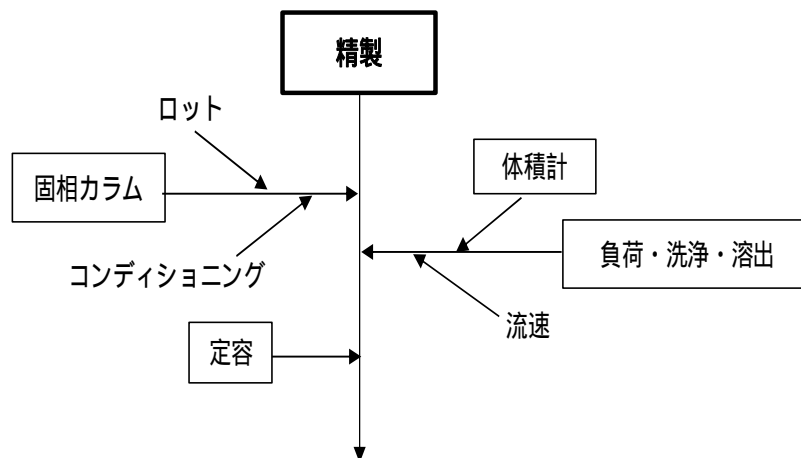 精製
ロット
体積計
固相カラム
負荷・洗浄・溶出
コンディショニング
流速
定容